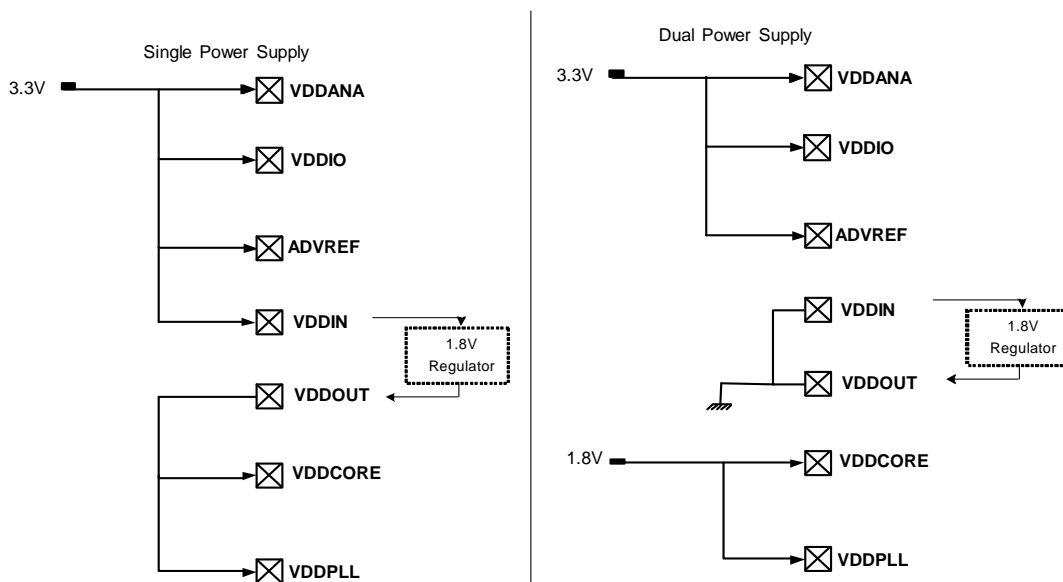 Single Power Supply
3.3V
VDDANA
VDDIO
ADVREF
VDDIN
1.8V
Regulator
VDDOUT
VDDCORE
VDDPLL
Dual Power Supply
3.3V
VDDANA
VDDIO
ADVREF
VDDIN
1.8V
Regulator
VDDOUT
1.8V
VDDCORE
VDDPLL